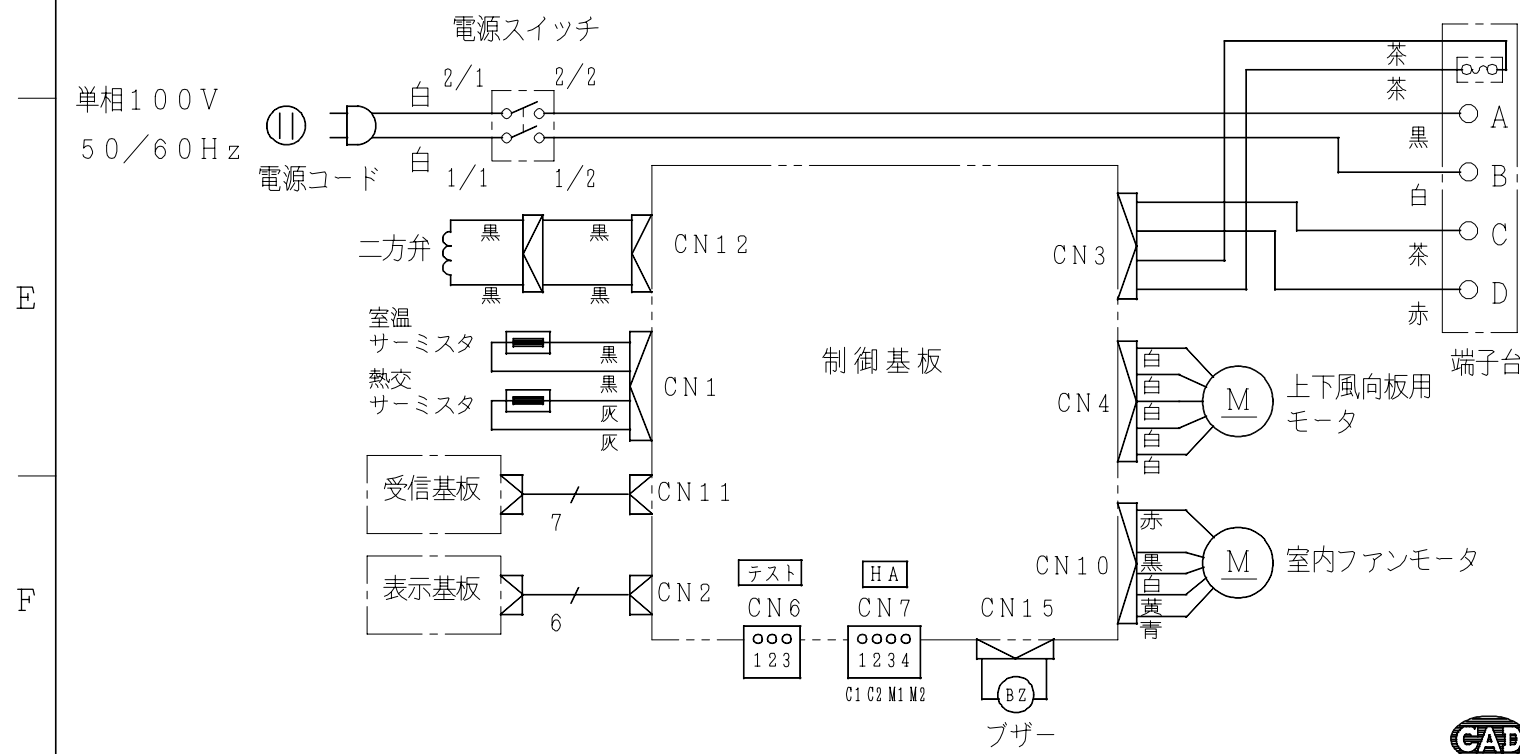 電源スイッチ
単相１００Ｖ
５０／６０Ｈｚ
白 2/1 2/2
白 1/1 1/2
電源コード
茶
茶
A
黒
B
白
C
茶
D
赤
端子台
二方弁
黒 黒
黒 黒
CN12
CN3
E
室温
サーミスタ
黒
黒
熱交
サーミスタ
灰
灰
CN1
制御基板
CN4
白
白
白
白
白
M
上下風向板用
モータ
受信基板
7
CN11
F
表示基板
6
CN2
テスト
CN6
123
HA
CN7
1234
C1 C2 M1 M2
CN15
BZ
ブザー
CN10
赤
黒
白
黄
青
M
室内ファンモータ
CAD